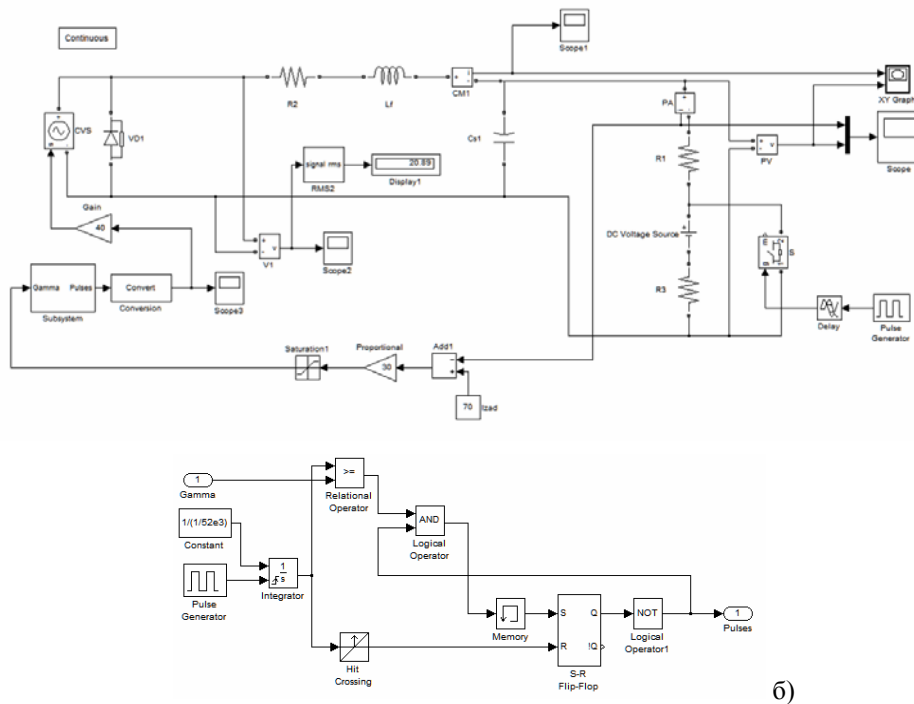 Continuous
Scope1
R2
Lf
CM1
XY Graph
CVS
VD1
Cs1
PA
PV
Scope
R1
signal rms
RMS2
20.89
Display1
Gain
40
V1
Scope2
DC Voltage Source
S
Gamma Pulses
Subsystem
Convert
Conversion
Scope3
R3
Delay
Pulse
Generator
Saturation1
Proportional
30
Add1
70
Izad
1
Gamma
>=
Relational
Operator
1/(1/52e3)
Constant
AND
Logical
Operator
Pulse
Generator
1
s
Integrator
Memory
S Q
R !Q
S-R
Flip-Flop
NOT
Logical
Operator1
1
Pulses
Hit
Crossing
б)